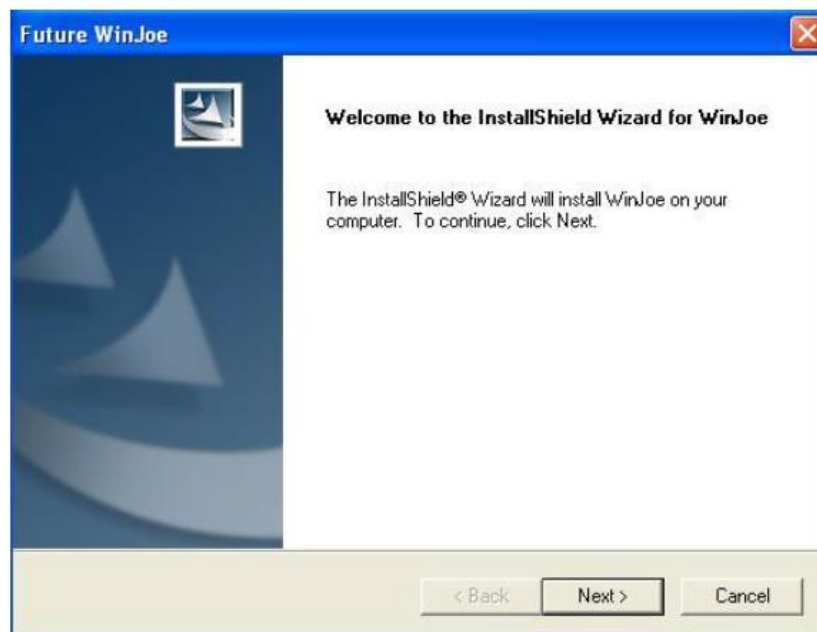 Future WinJoe
Welcome to the InstallShield Wizard for WinJoe
The InstallShield® Wizard will install WinJoe on your
computer. To continue, click Next.
< Back
Next >
Cancel